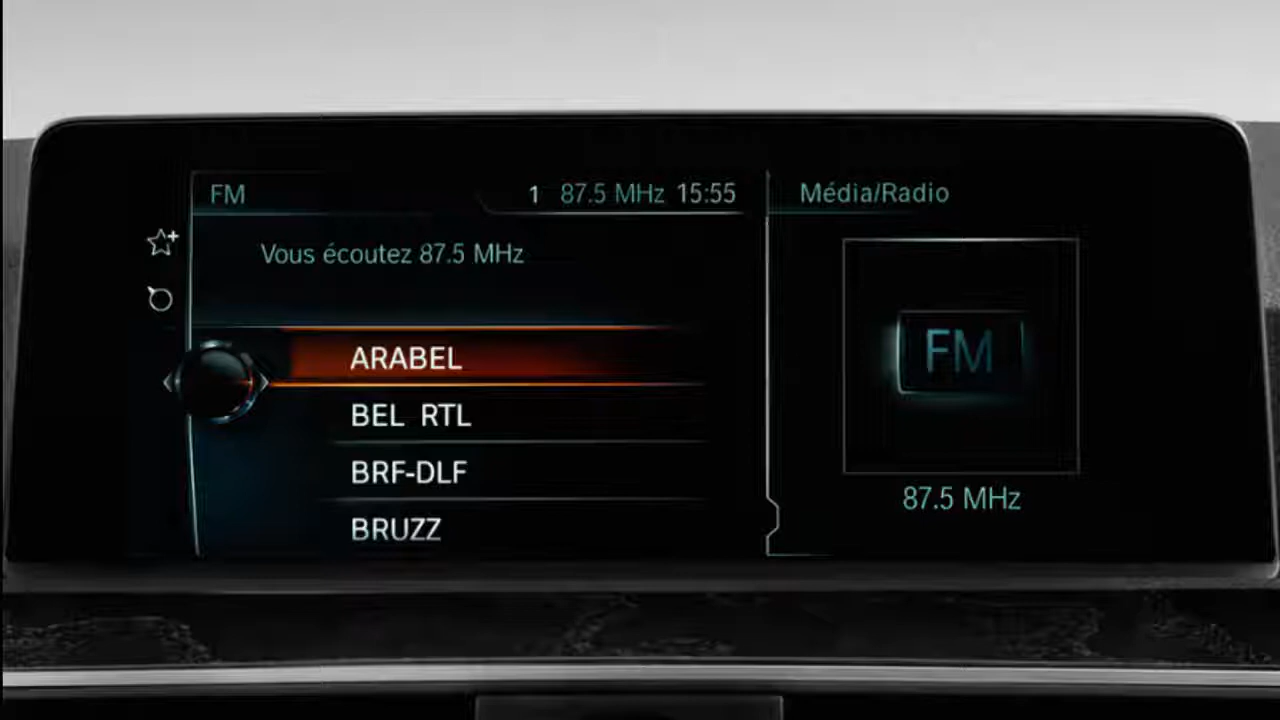 FM 1 87.5 MHz 15:55
Vous écoutez 87.5 MHz
ARABEL
BEL RTL
BRF-DLF
BRUZZ
Média/Radio
FM
87.5 MHz